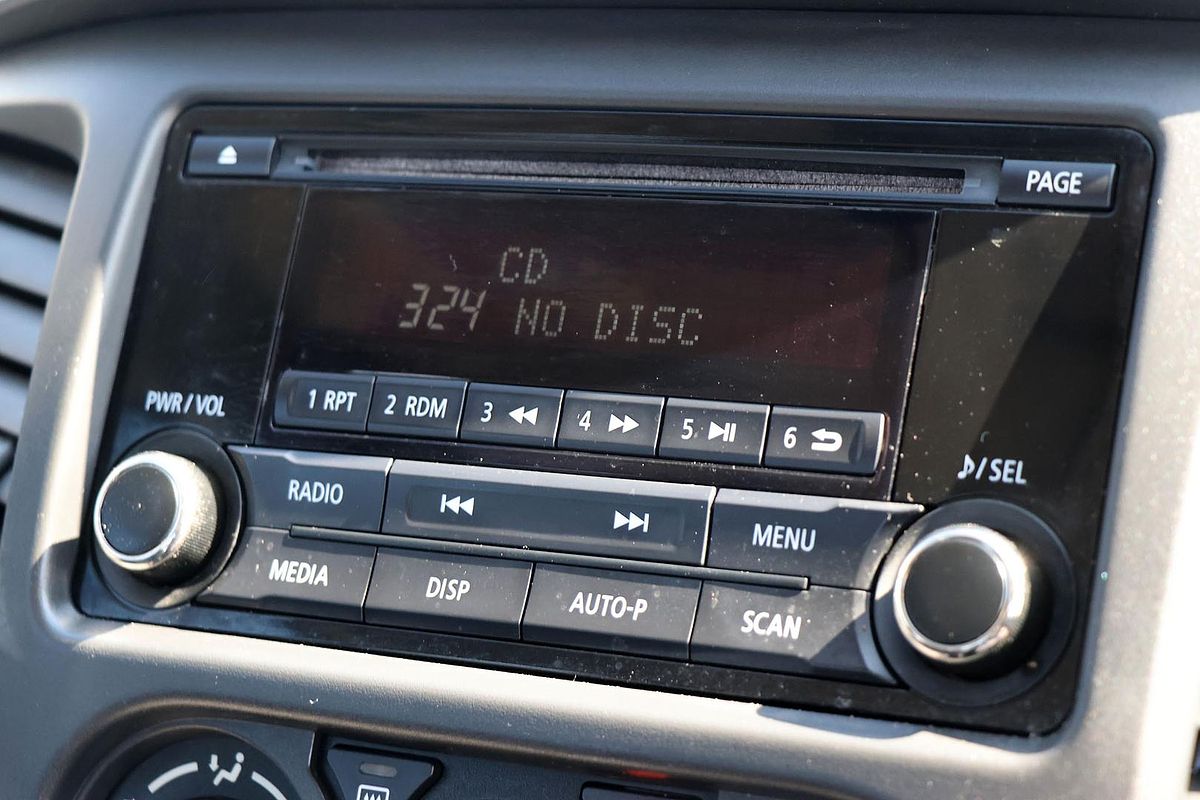 PAGE
CD
324 NO DISC
PWR/VOL
1 RPT
2 RDM
3
4
5
6
/SEL
RADIO
MENU
MEDIA
DISP
AUTO-P
SCAN